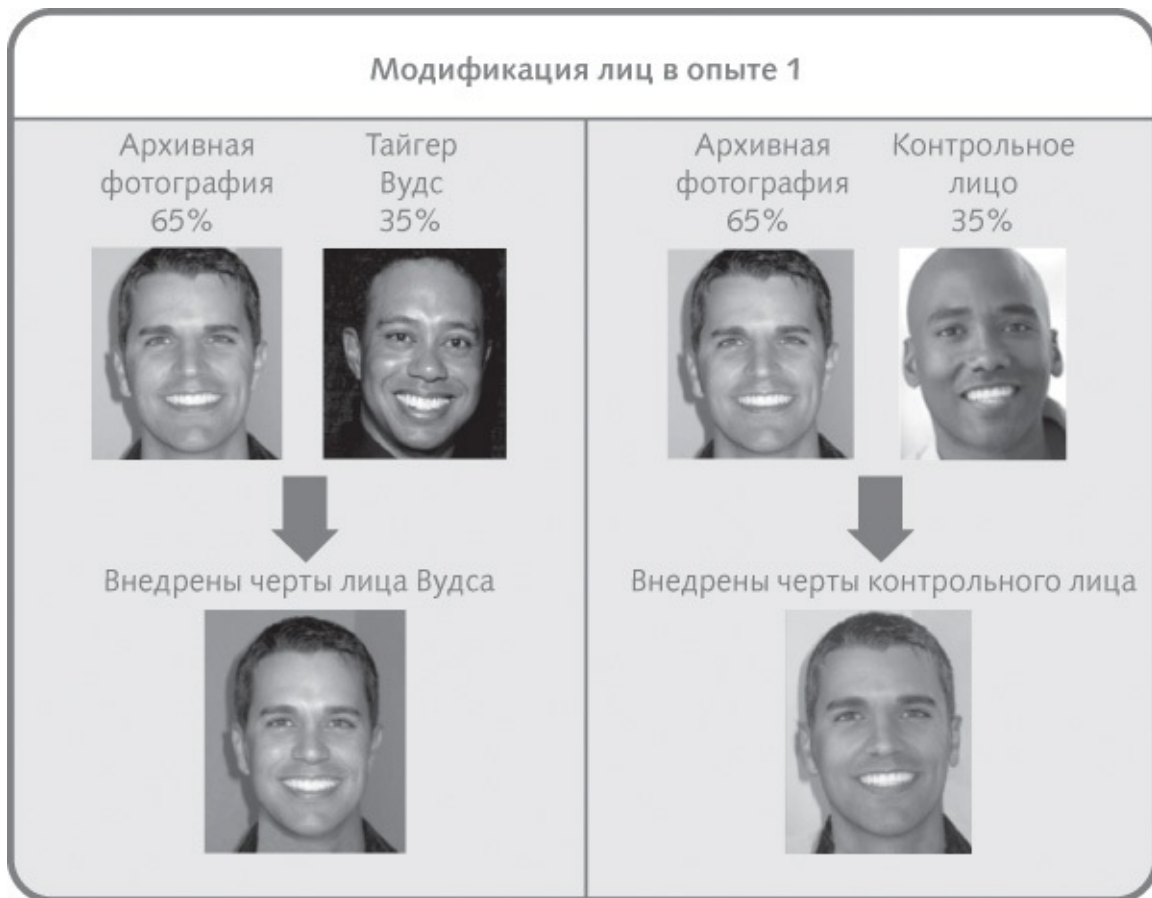 Модификация лиц в опыте 1
Архивная
фотография
65%
Тайгер
Вудс
35%
Внедрены черты лица Вудса
Архивная
фотография
65%
Контрольное
лицо
35%
Внедрены черты контрольного лица